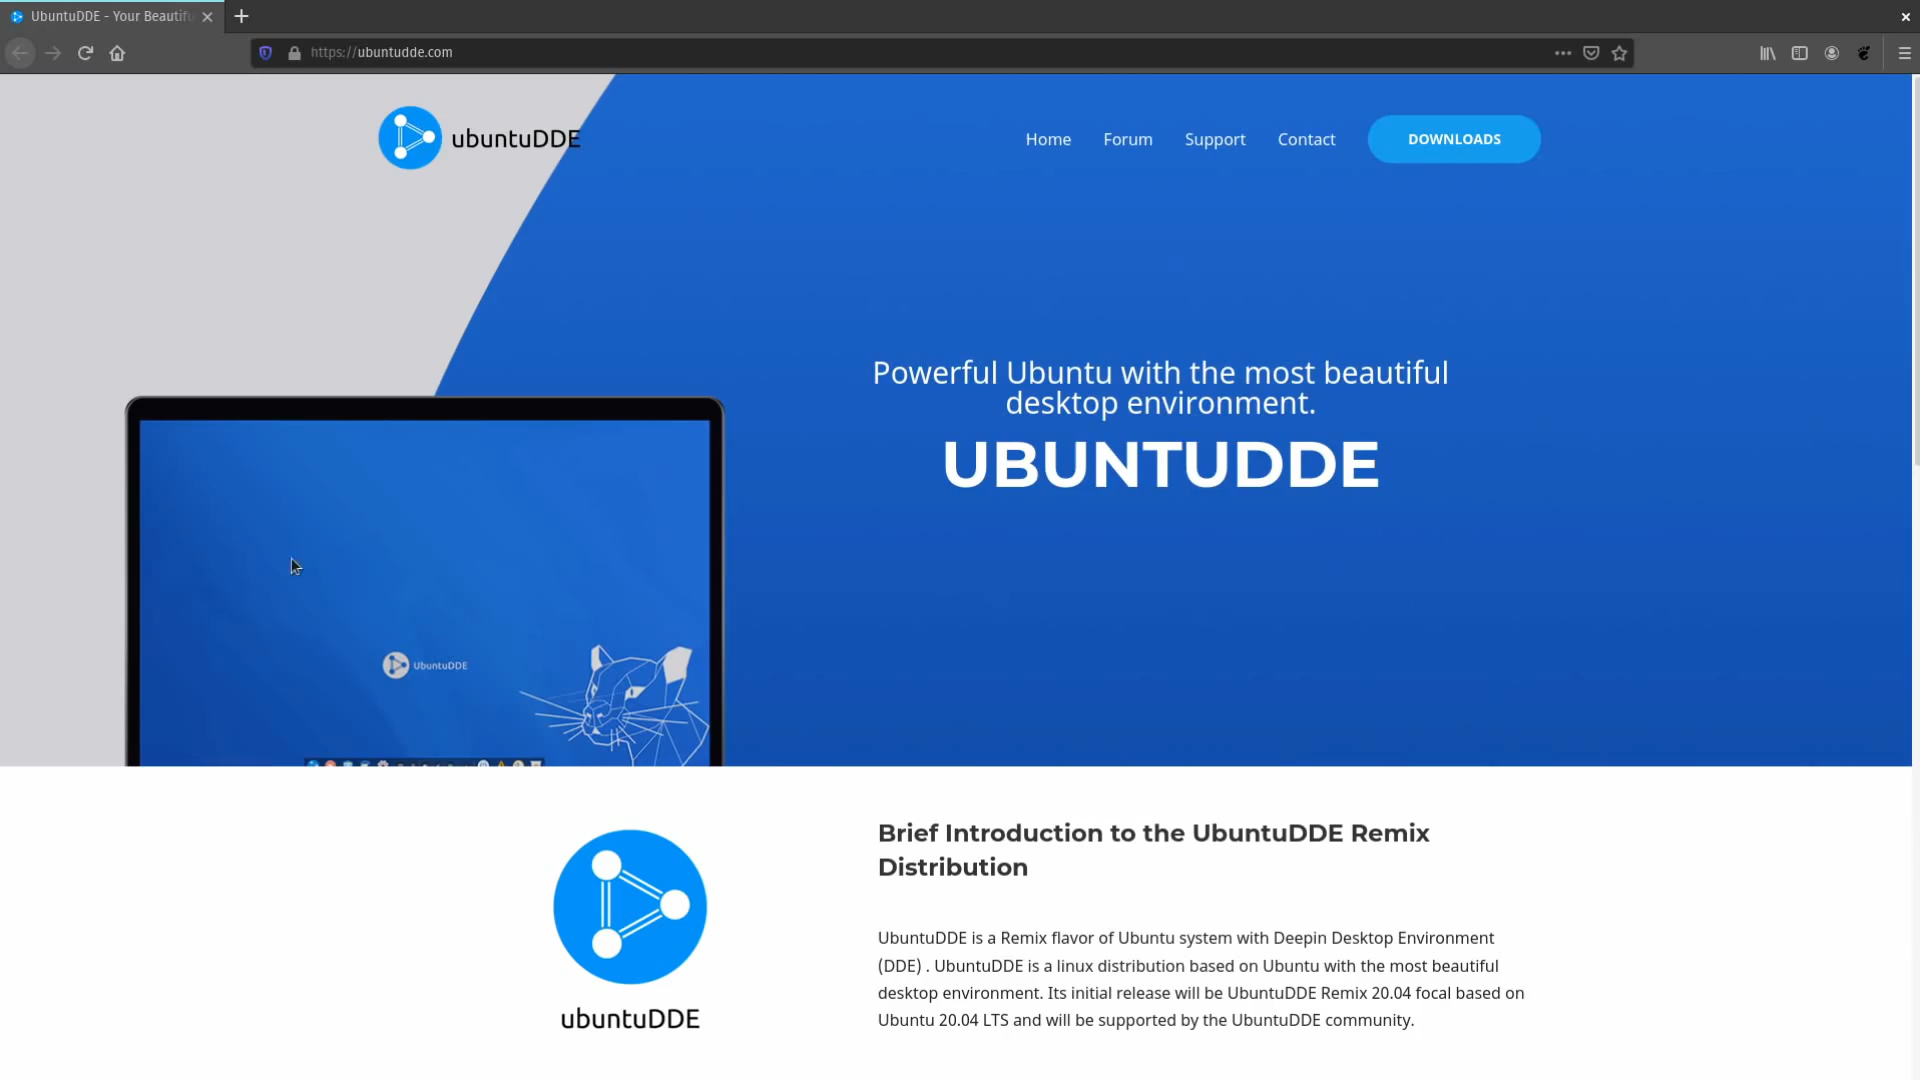 UbuntuDDE - Your Beautifu
https://ubuntudde.com
ubuntuDDE
Home
Forum
Support
Contact
DOWNLOADS
Powerful Ubuntu with the most beautiful
desktop environment.
UBUNTUDDE
UbuntuDDE
Brief Introduction to the UbuntuDDE Remix
Distribution
UbuntuDDE is a Remix flavor of Ubuntu system with Deepin Desktop Environment
(DDE) . UbuntuDDE is a linux distribution based on Ubuntu with the most beautiful
desktop environment. Its initial release will be UbuntuDDE Remix 20.04 focal based on
Ubuntu 20.04 LTS and will be supported by the UbuntuDDE community.
ubuntuDDE